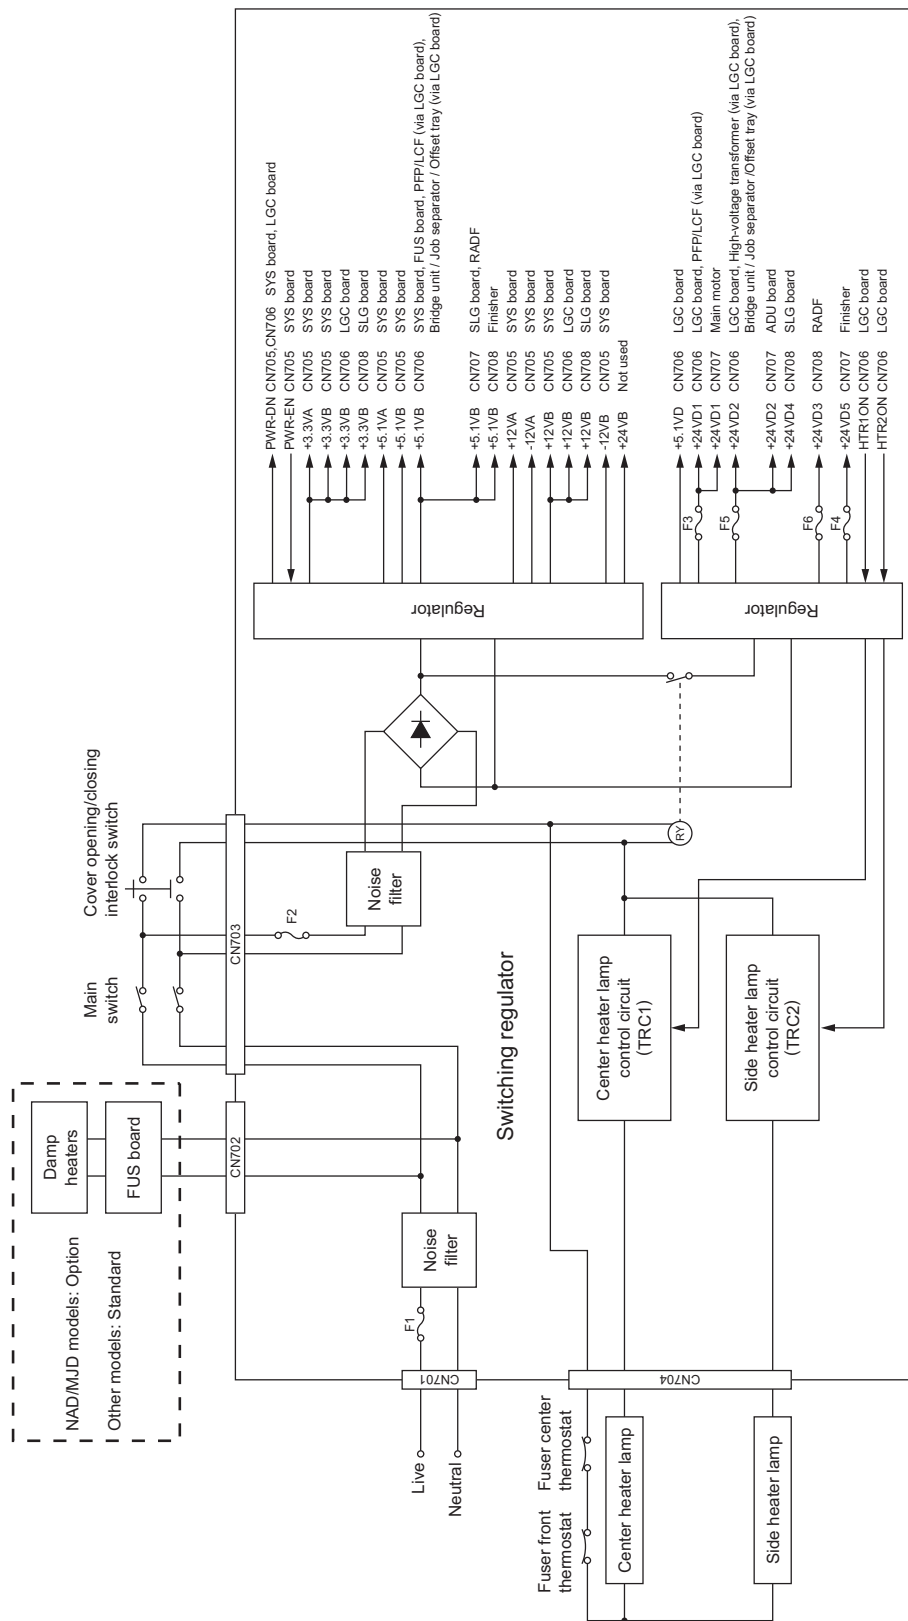 NAD/MJD models: Option
Other models: Standard
Damp
heaters
FUS board
Main
switch
Cover opening/closing
interlock switch
CN702
CN703
Live
Neutral
CN701
F1
Noise
filter
F2
Noise
filter
Switching regulator
RY
Fuser front
thermostat
Fuser center
thermostat
CN704
Center heater lamp
Side heater lamp
Center heater lamp
control circuit
(TRC1)
Side heater lamp
control circuit
(TRC2)
Regulator
PWR-DN CN705,CN706 SYS board, LGC board
PWR-EN CN705 SYS board
+3.3VA CN705 SYS board
+3.3VB CN705 SYS board
+3.3VB CN706 LGC board
+3.3VB CN708 SLG board
+5.1VA CN705 SYS board
+5.1VB CN705 SYS board
+5.1VB CN706 SYS board, FUS board, PFP/LCF (via LGC board),
Bridge unit / Job separator / Offset tray (via LGC board)
+5.1VB CN707 SLG board, RADF
+5.1VB CN708 Finisher
+12VA CN705 SYS board
-12VA CN705 SYS board
+12VB CN705 SYS board
+12VB CN706 LGC board
+12VB CN708 SLG board
-12VB CN705 SYS board
+24VB Not used
Regulator
F3
F5
F6
F4
+5.1VD CN706 LGC board
+24VD1 CN706 LGC board, PFP/LCF (via LGC board)
+24VD1 CN707 Main motor
+24VD2 CN706 LGC board, High-voltage transformer (via LGC board),
Bridge unit / Job separator /Offset tray (via LGC board)
+24VD2 CN707 ADU board
+24VD4 CN708 SLG board
+24VD3 CN708 RADF
+24VD5 CN707 Finisher
HTR1ON CN706 LGC board
HTR2ON CN706 LGC board